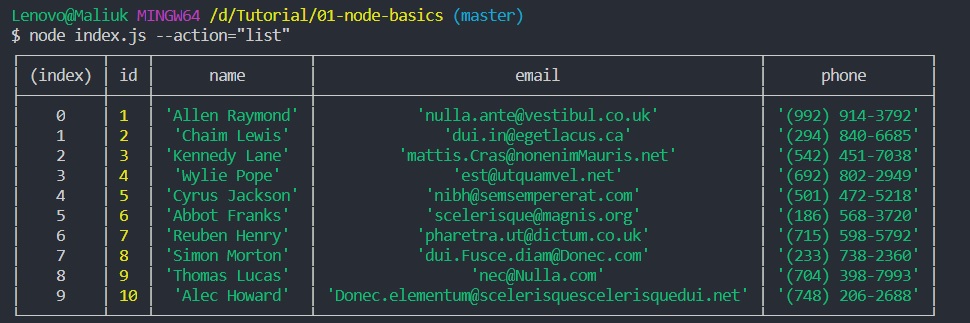 Lenovo@Maliuk MINGW64 /d/Tutorial/01-node-basics (master)
$ node index.js --action="list"
(index) id name email phone
0 1 'Allen Raymond' 'nulla.ante@vestibul.co.uk' '(992) 914-3792'
1 2 'Chaim Lewis' 'dui.in@egetlacus.ca' '(294) 840-6685'
2 3 'Kennedy Lane' 'mattis.Cras@nonenimMauris.net' '(542) 451-7038'
3 4 'Wylie Pope' 'est@utquamvel.net' '(692) 802-2949'
4 5 'Cyrus Jackson' 'nibh@semsempererat.com' '(501) 472-5218'
5 6 'Abbot Franks' 'scelerisque@magnis.org' '(186) 568-3720'
6 7 'Reuben Henry' 'pharetra.ut@dictum.co.uk' '(715) 598-5792'
7 8 'Simon Morton' 'dui.Fusce.diam@Donec.com' '(233) 738-2360'
8 9 'Thomas Lucas' 'nec@Nulla.com' '(704) 398-7993'
9 10 'Alec Howard' 'Donec.elementum@scelerisquescelerisquedui.net' '(748) 206-2688'